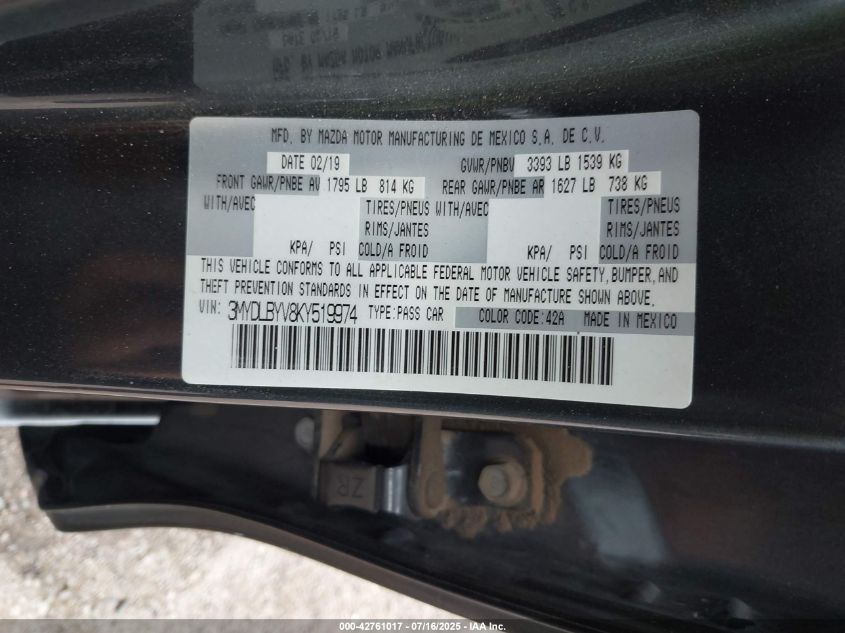 MFD. BY MAZDA MOTOR MANUFACTURING DE MEXICO S.A. DE C.V.
DATE 02/19 GVWR/PNBV 3393 LB 1539 KG
FRONT GAWR/PNBE AV 1795 LB 814 KG REAR GAWR/PNBE AR 1627 LB 738 KG
WITH/AVEC TIRES/PNEUS WITH/AVEC TIRES/PNEUS
RIMS/JANTES RIMS/JANTES
KPA/ PSI COLD/A FROID KPA/ PSI COLD/A FROID
THIS VEHICLE CONFORMS TO ALL APPLICABLE FEDERAL MOTOR VEHICLE SAFETY, BUMPER, AND
THEFT PREVENTION STANDARDS IN EFFECT ON THE DATE OF MANUFACTURE SHOWN ABOVE.
VIN: 3MYDLBYV8KY519974 TYPE:PASS CAR COLOR CODE:42A MADE IN MEXICO
ZR
000-42761017 - 07/16/2025 - IAA Inc.